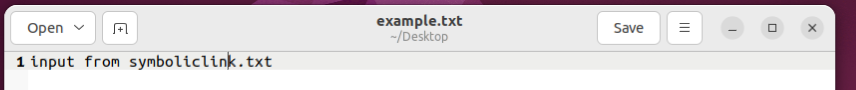 Open
example.txt
~/Desktop
Save
1 input from symboliclink.txt